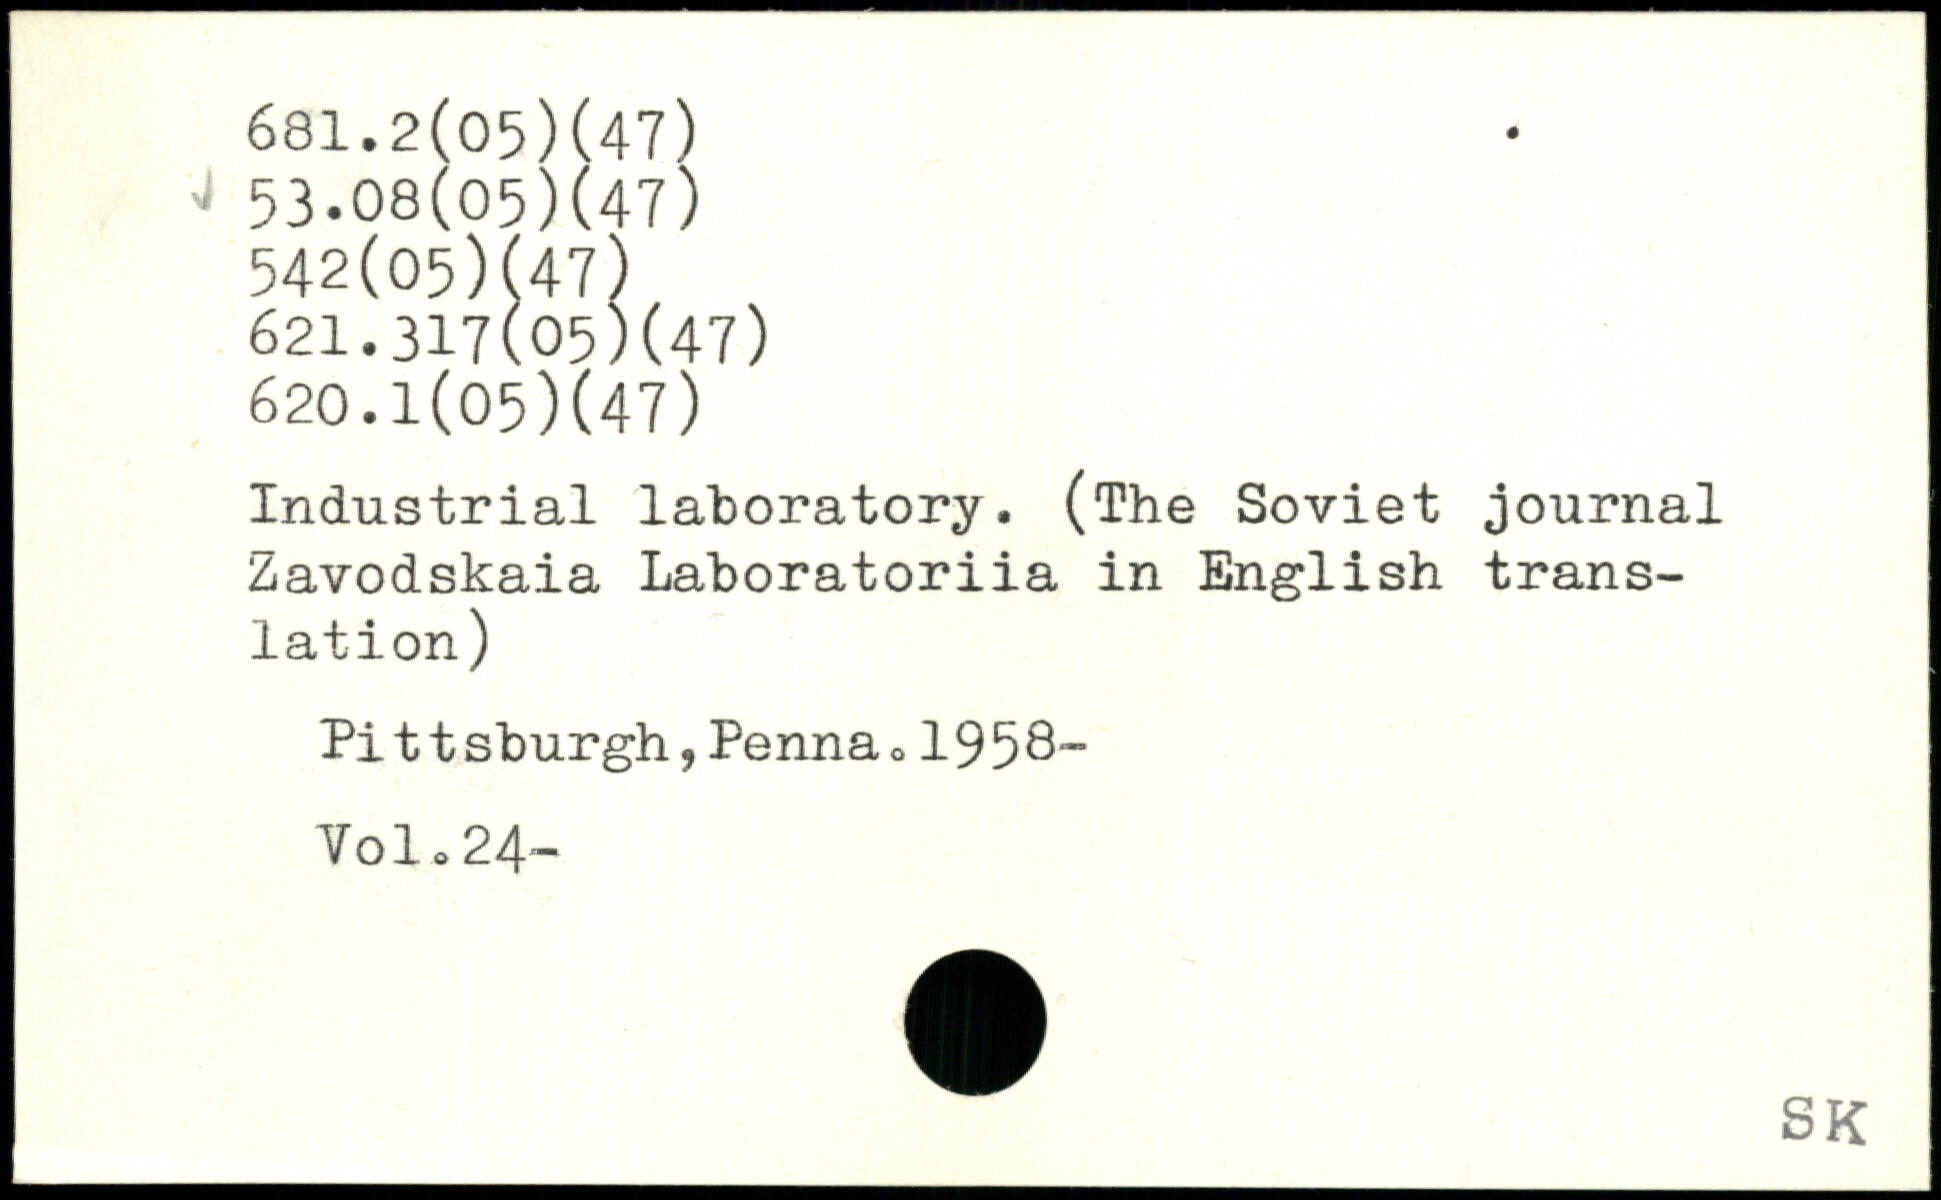 681.2(05)(47)
53.08(05)(47)
542(05)(47)
621.317(05)(47)
620.1(05)(47)
Industrial laboratory. (The Soviet journal
Zavodskaia Laboratoriia in English trans-
lation)
Pittsburgh,Penna.1958-
Vol.24-
SK